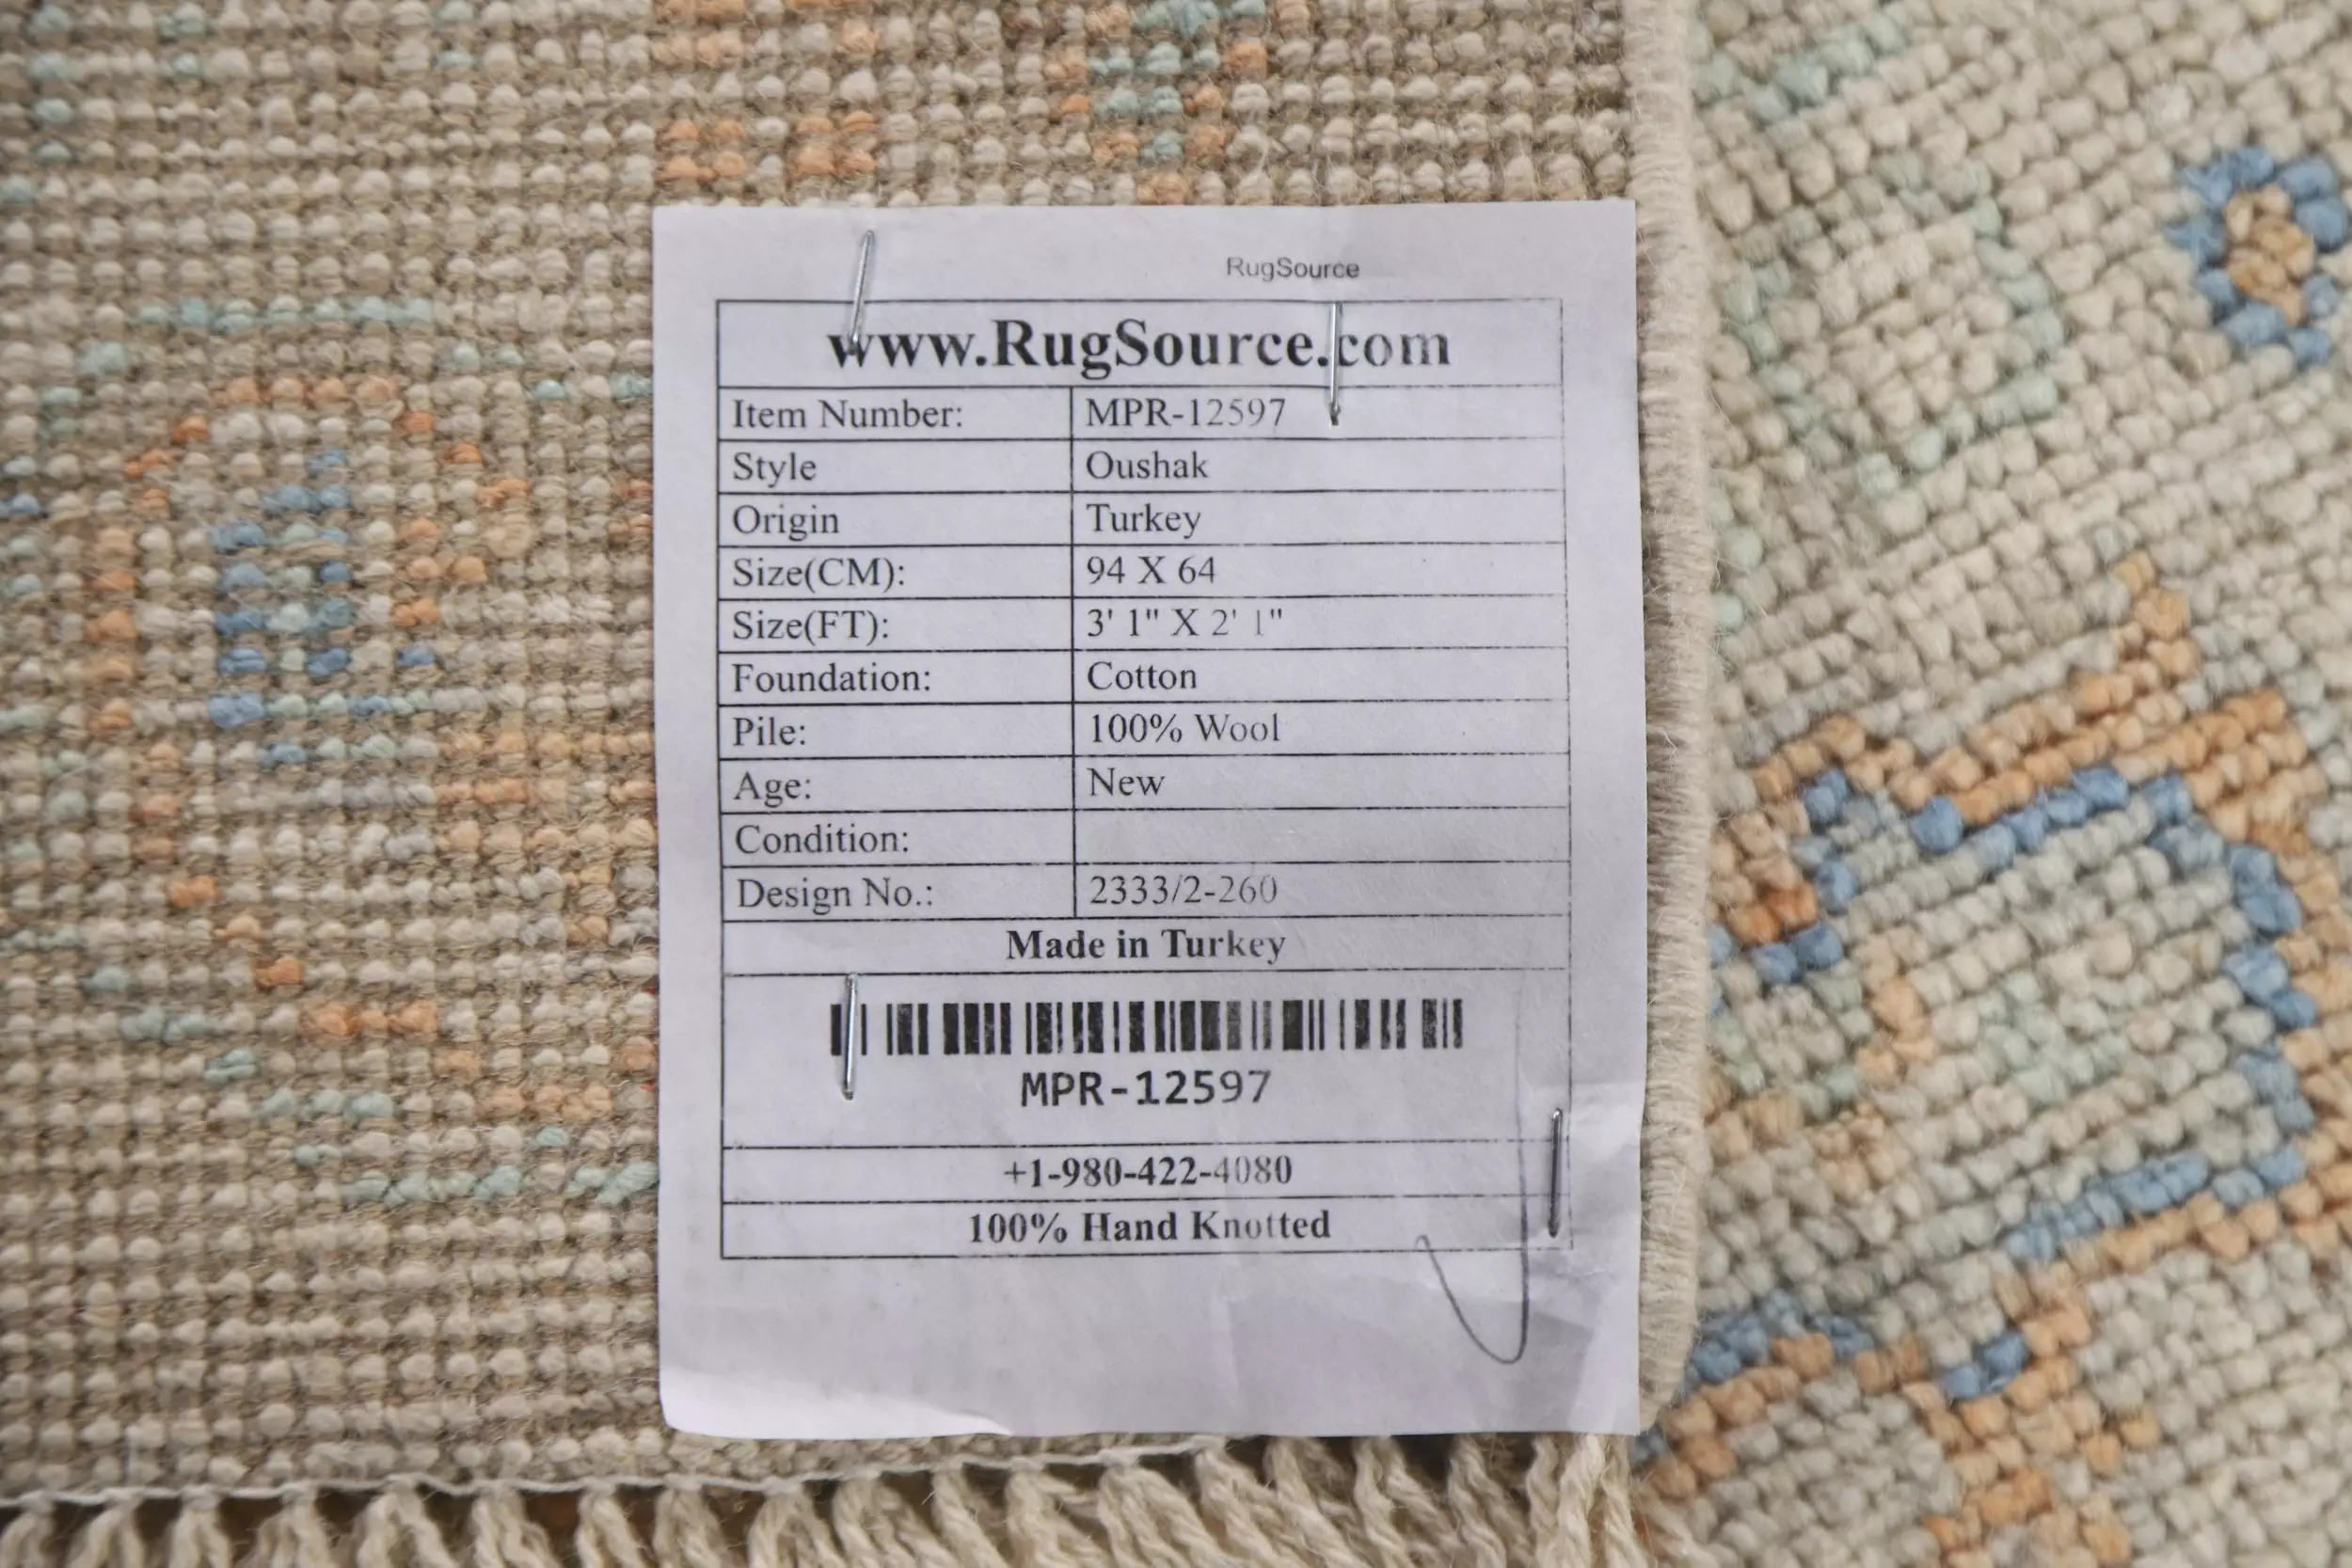 RugSource
www.RugSource.com
Item Number: MPR-12597
Style Oushak
Origin Turkey
Size(CM): 94 X 64
Size(FT): 3' 1" X 2' 1"
Foundation: Cotton
Pile: 100% Wool
Age: New
Condition:
Design No.: 2333/2-260
Made in Turkey
MPR-12597
+1-980-422-4080
100% Hand Knotted